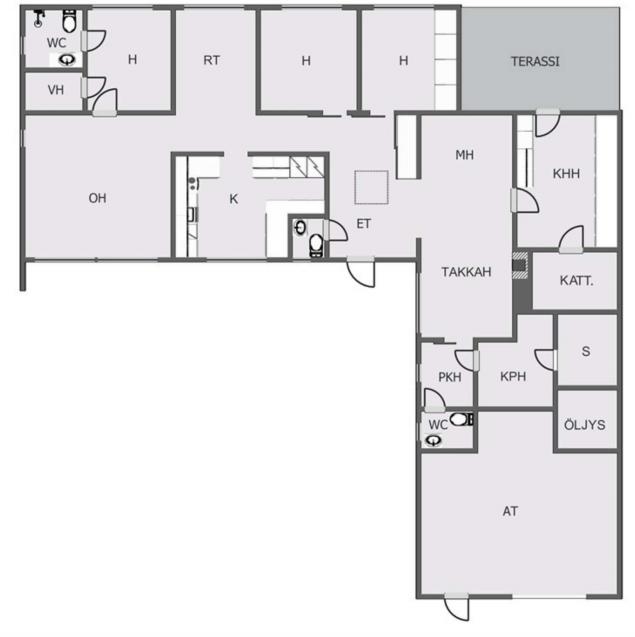 WC
H
RT
H
H
TERASSI
VH
MH
KHH
OH
K
ET
TAKKAH
KATT.
S
PKH
KPH
WC
ÖLJYS
AT